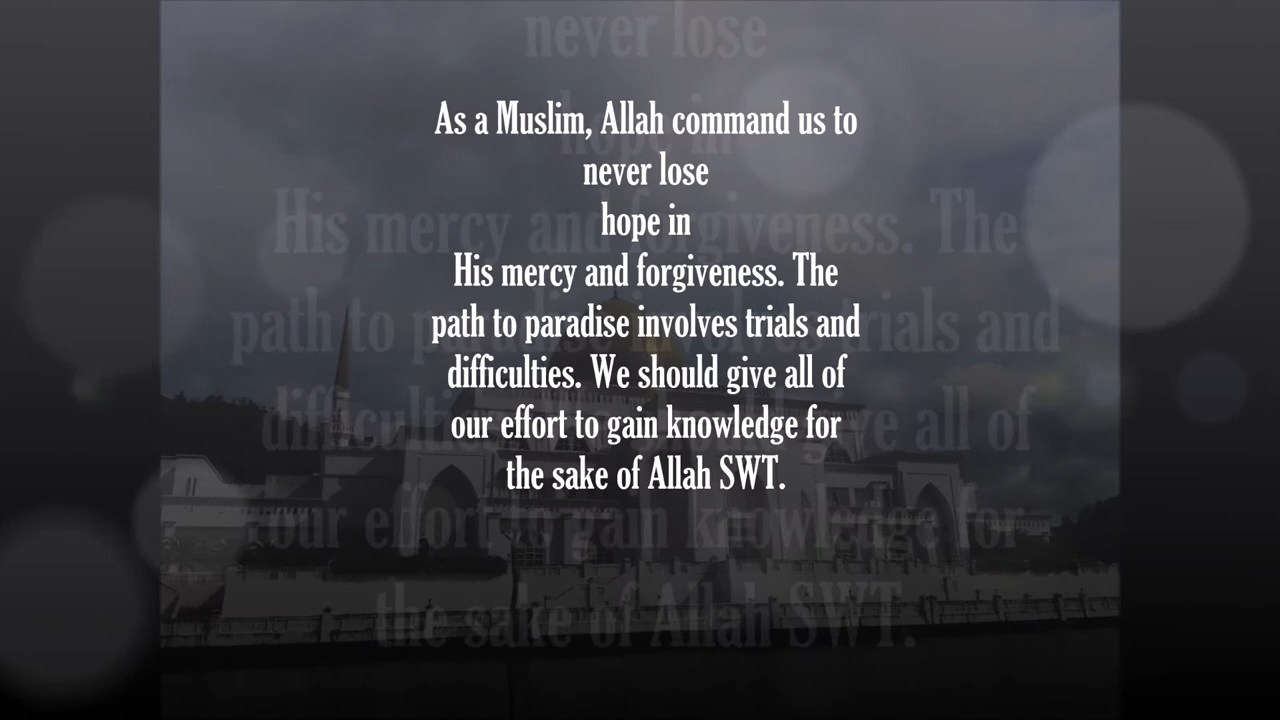 As a Muslim, Allah command us to
never lose
hope in
His mercy and forgiveness. The
path to paradise involves trials and
difficulties. We should give all of
our effort to gain knowledge for
the sake of Allah SWT.